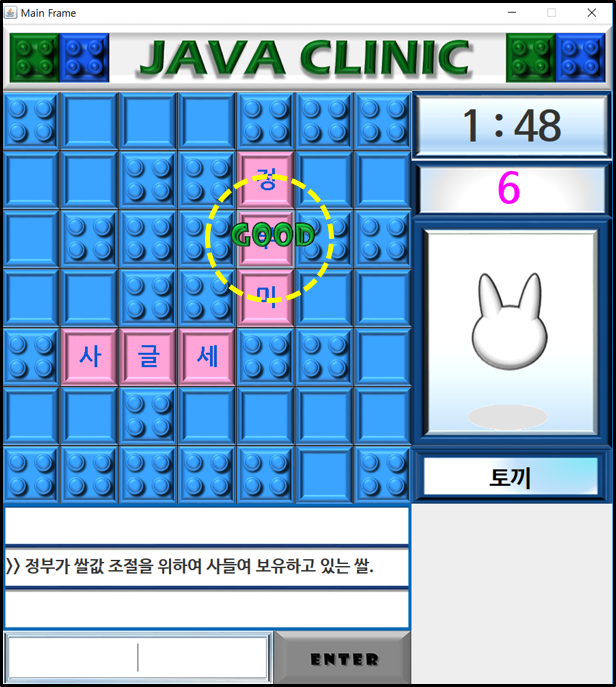 Main Frame
JAVA CLINIC
1:48
정
6
GOOD
미
사 글 세
토끼
>> 정부가 쌀값 조절을 위하여 사들여 보유하고 있는 쌀.
ENTER